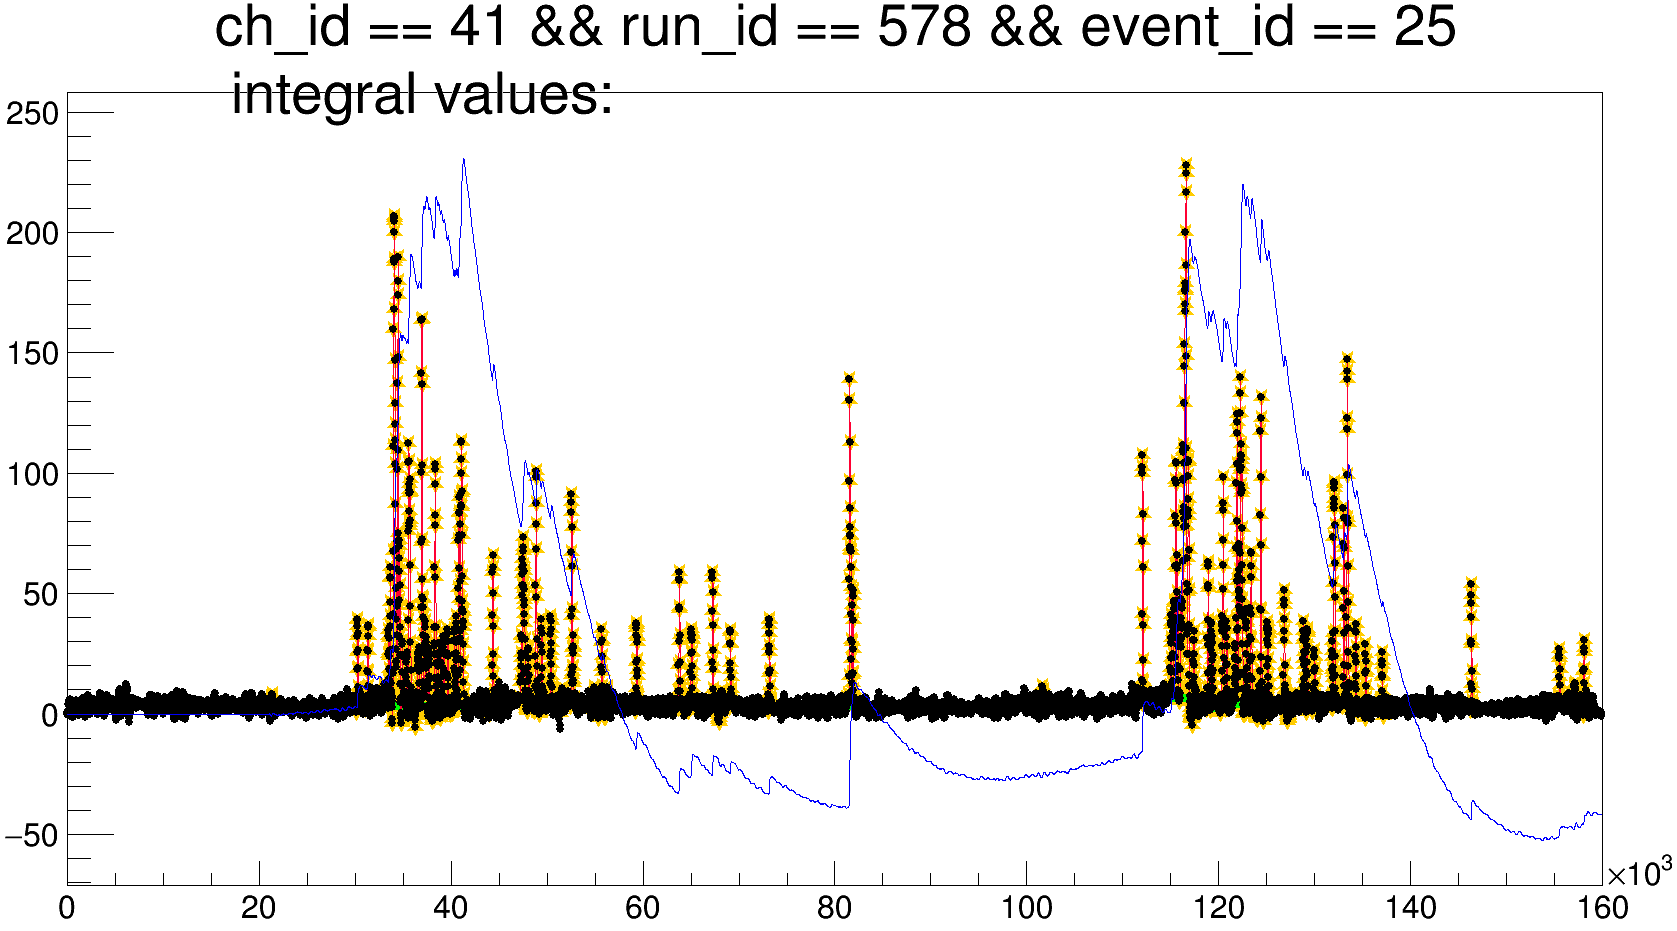 ch_id == 41 && run_id == 578 && event_id == 25
integral values:
250
200
150
100
50
0
−50
0 20 40 60 80 100 120 140 160
×10³